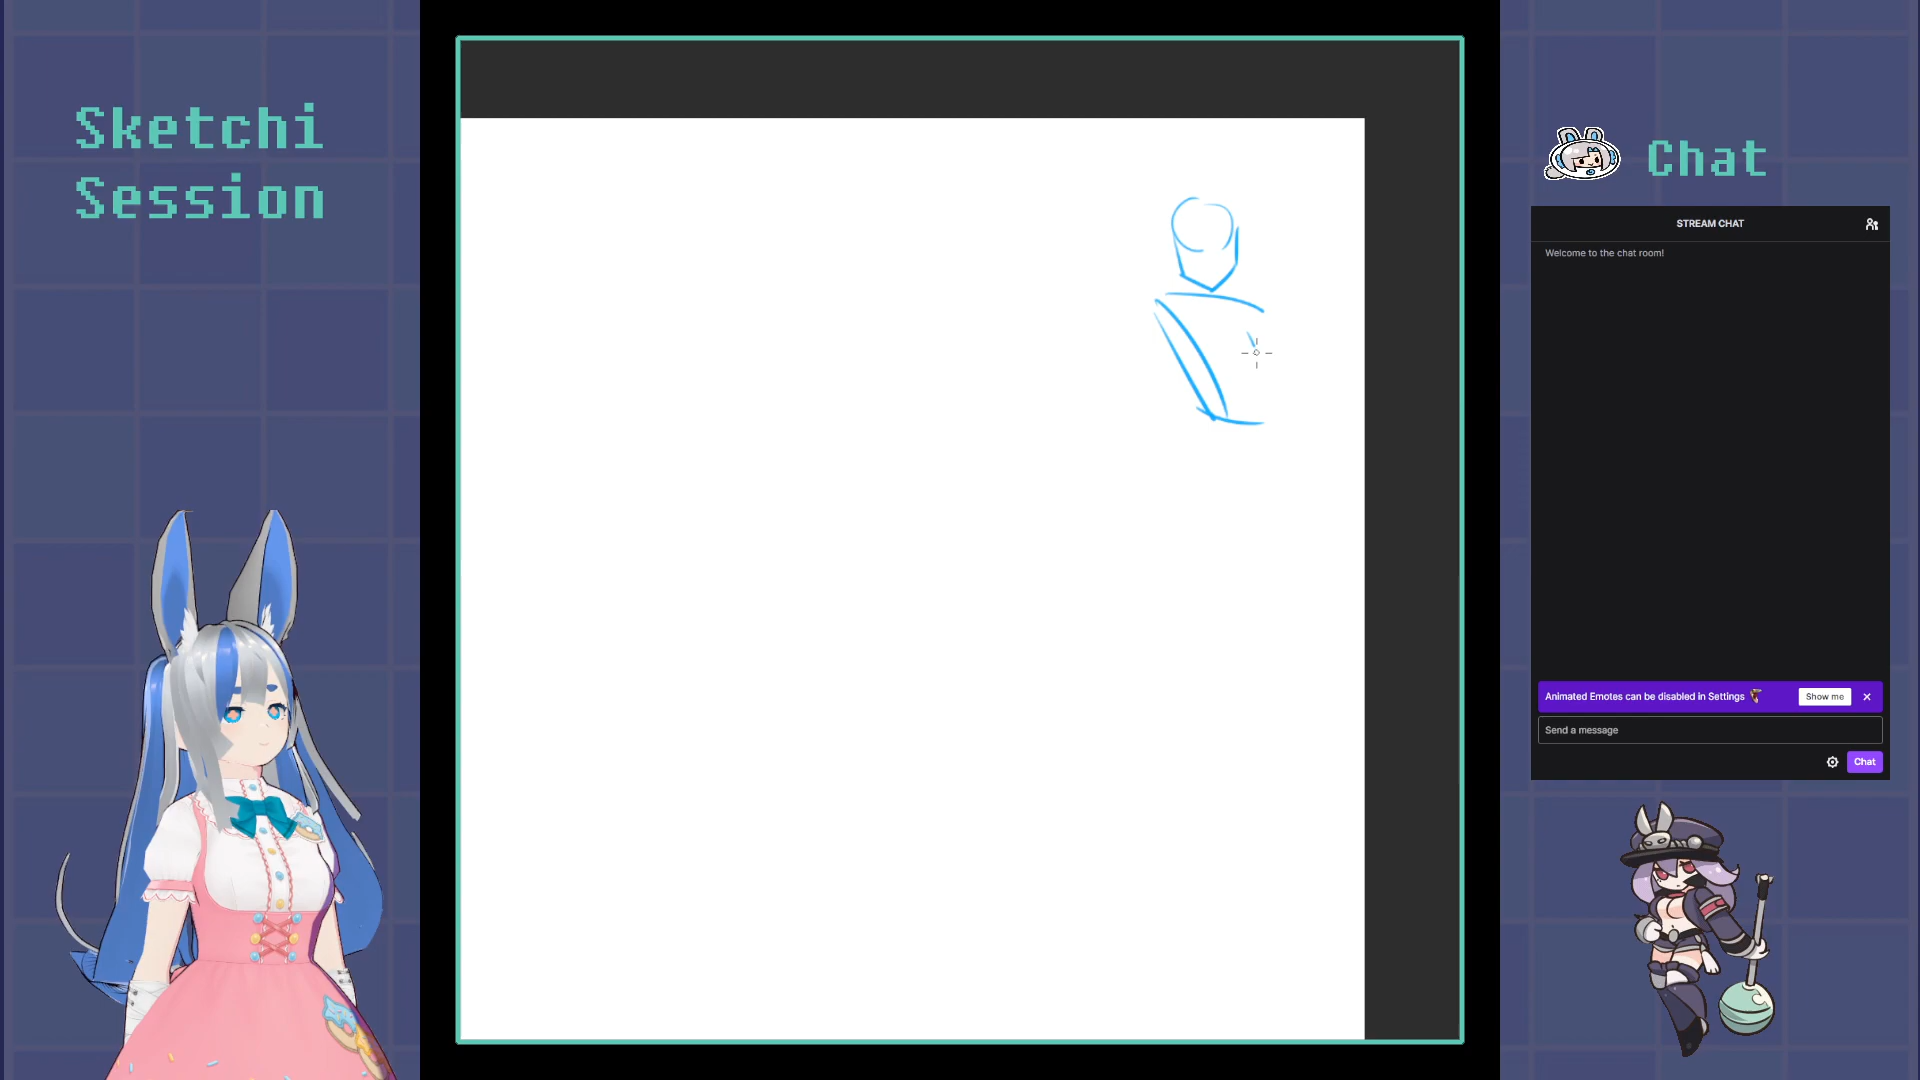 Sketchi
Session
Chat
STREAM CHAT
Welcome to the chat room!
Animated Emotes can be disabled in Settings
Show me
Send a message
Chat